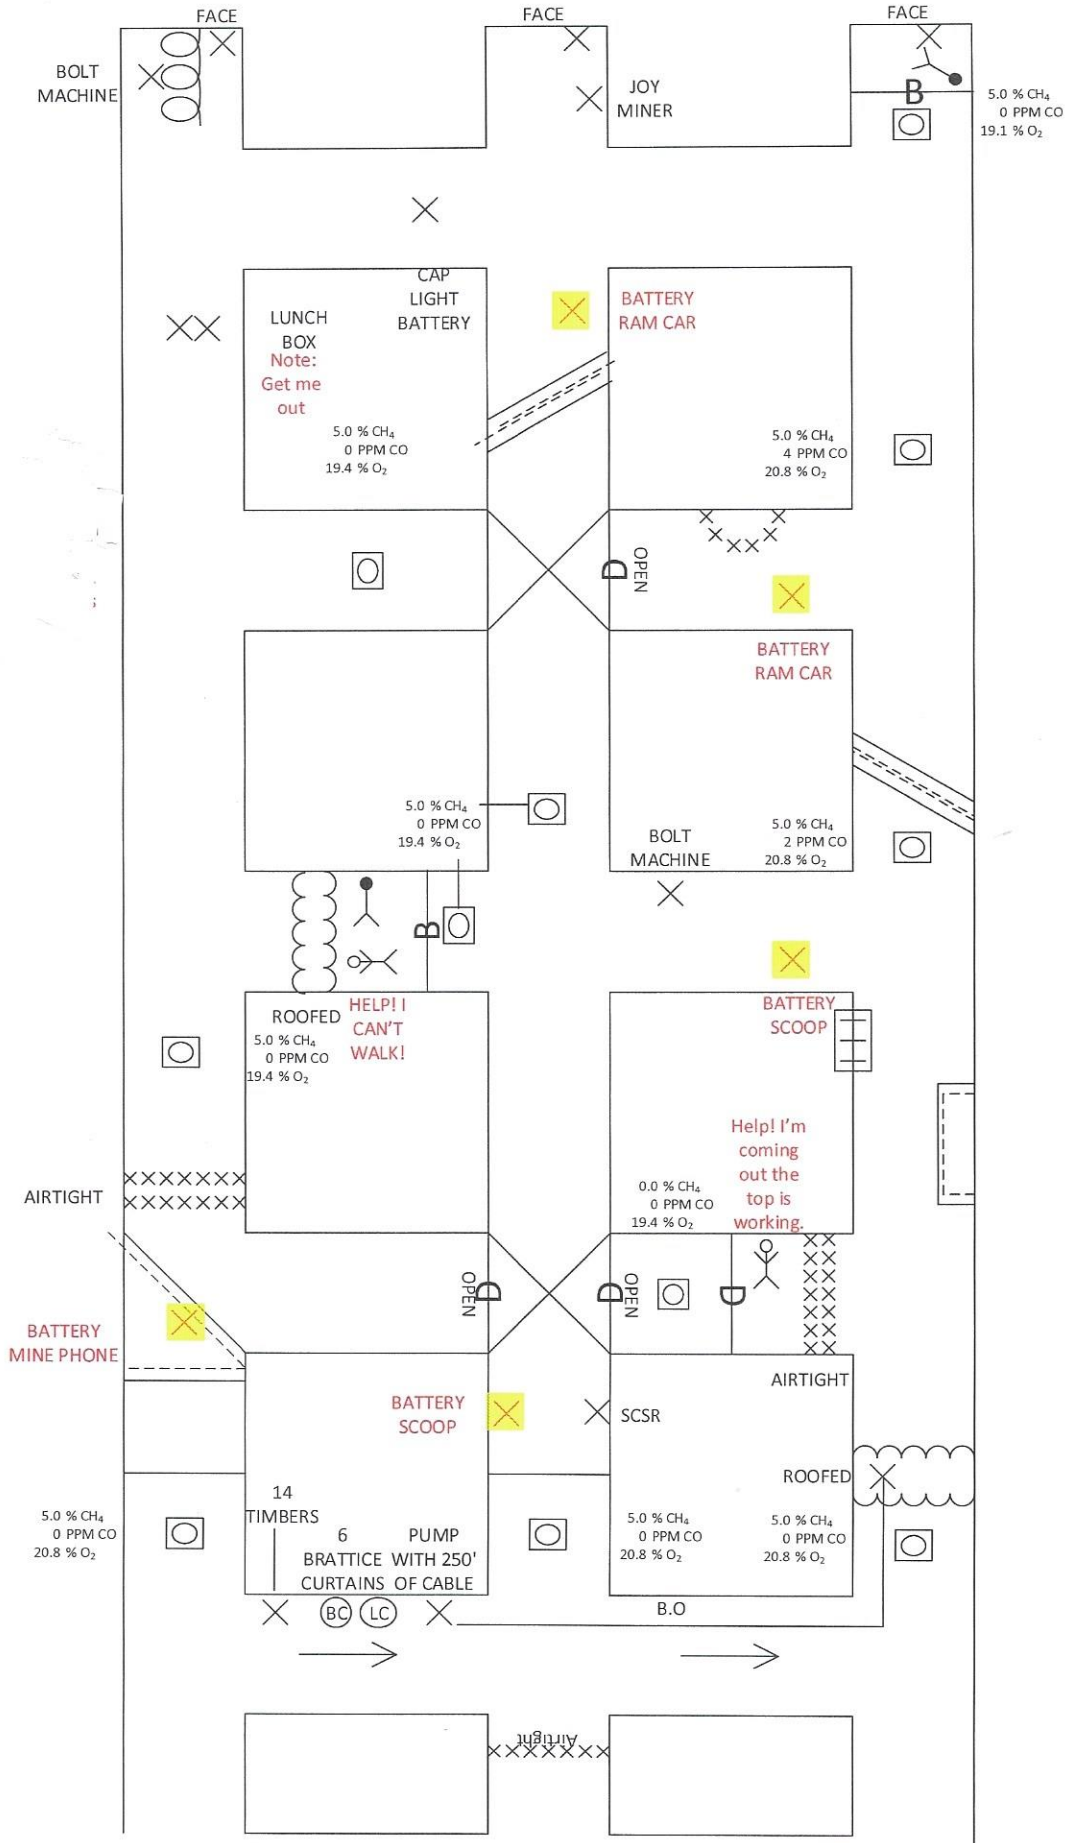 FACE
FACE
FACE
BOLT
MACHINE
JOY
MINER
B
5.0 % CH₄
0 PPM CO
19.1 % O₂
CAP
LIGHT
BATTERY
LUNCH
BOX
Note:
Get me
out
5.0 % CH₄
0 PPM CO
19.4 % O₂
BATTERY
RAM CAR
5.0 % CH₄
4 PPM CO
20.8 % O₂
D
OPEN
BATTERY
RAM CAR
5.0 % CH₄
0 PPM CO
19.4 % O₂
BOLT
MACHINE
5.0 % CH₄
2 PPM CO
20.8 % O₂
B
ROOFED
5.0 % CH₄
0 PPM CO
19.4 % O₂
HELP! I
CAN'T
WALK!
BATTERY
SCOOP
Help! I'm
coming
out the
top is
working.
0.0 % CH₄
0 PPM CO
19.4 % O₂
AIRTIGHT
OPEN
D
D
OPEN
D
BATTERY
MINE PHONE
AIRTIGHT
BATTERY
SCOOP
SCSR
ROOFED
14
TIMBERS
6
BRATTICE
CURTAINS
PUMP
WITH 250'
OF CABLE
5.0 % CH₄
0 PPM CO
20.8 % O₂
5.0 % CH₄
0 PPM CO
20.8 % O₂
5.0 % CH₄
0 PPM CO
20.8 % O₂
BC
LC
B.O
Airtight